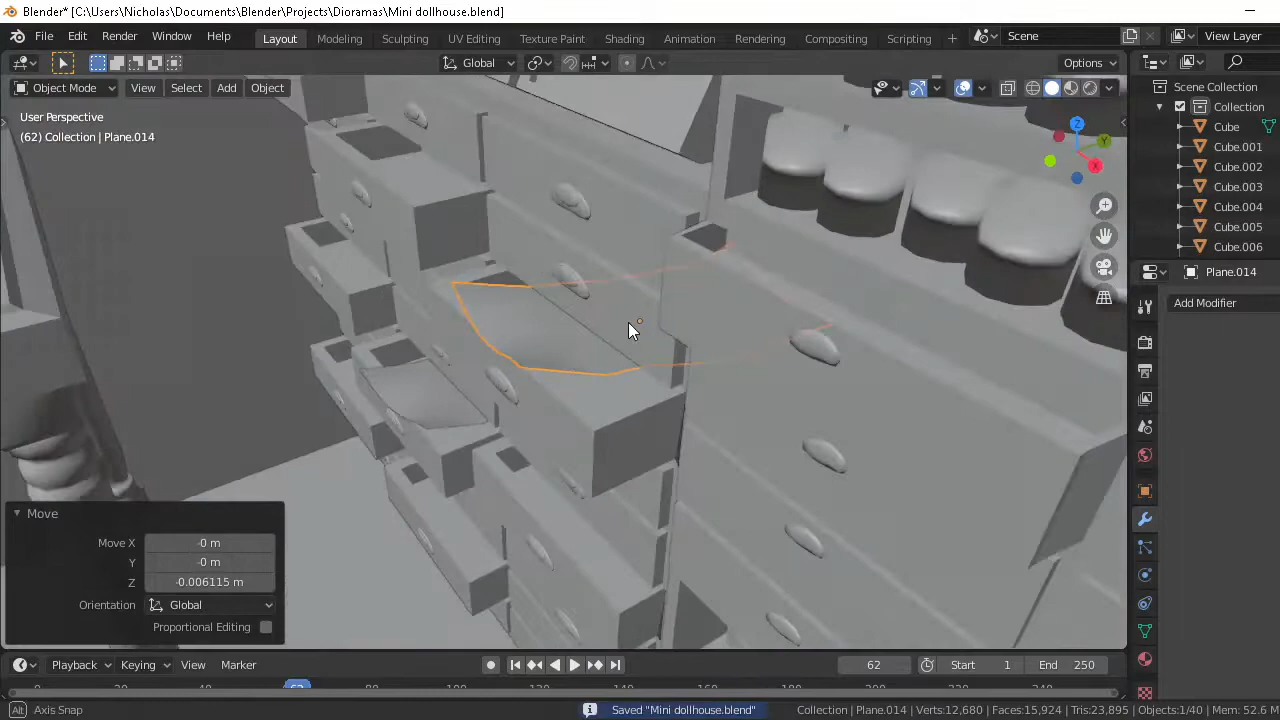 Blender* [C:\Users\Nicholas\Documents\Blender\Projects\Dioramas\Mini dollhouse.blend]
File Edit Render Window Help Layout Modeling Sculpting UV Editing Texture Paint Shading Animation Rendering Compositing Scripting + Scene View Layer
Global Options
Object Mode View Select Add Object
User Perspective
(62) Collection | Plane.014
Z
Y
X
Scene Collection
Collection
Cube
Cube.001
Cube.002
Cube.003
Cube.004
Cube.005
Cube.006
Plane.014
Add Modifier
Move
Move X -0 m
Y -0 m
Z -0.006115 m
Orientation Global
Proportional Editing
Playback Keying View Marker 62 Start 1 End 250
62
Alt Axis Snap Saved "Mini dollhouse.blend" Collection | Plane.014 | Verts:12,680 | Faces:15,924 | Tris:23,895 | Objects:1/40 | Mem: 52.6 M